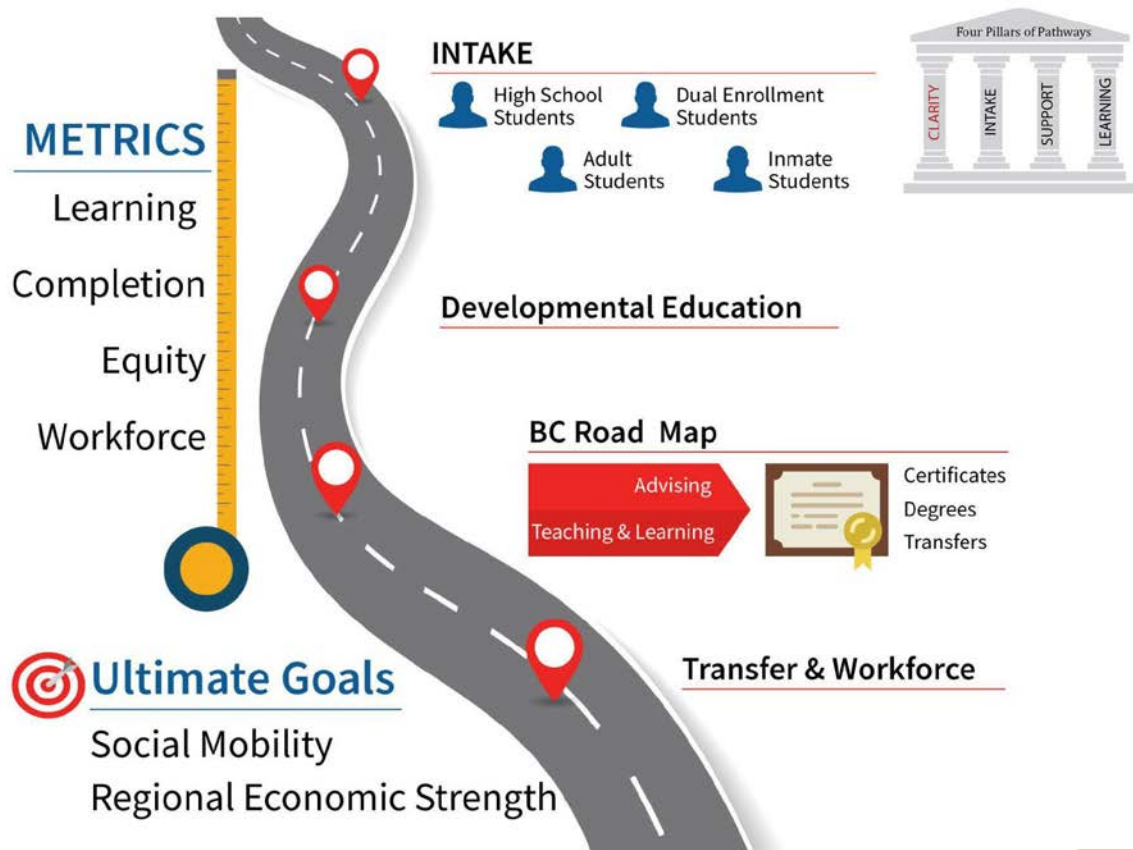 Four Pillars of Pathways
CLARITY
INTAKE
SUPPORT
LEARNING
INTAKE
High School
Students
Dual Enrollment
Students
Adult
Students
Inmate
Students
METRICS
Learning
Completion
Equity
Workforce
Developmental Education
BC Road Map
Advising
Teaching & Learning
Certificates
Degrees
Transfers
Transfer & Workforce
Ultimate Goals
Social Mobility
Regional Economic Strength